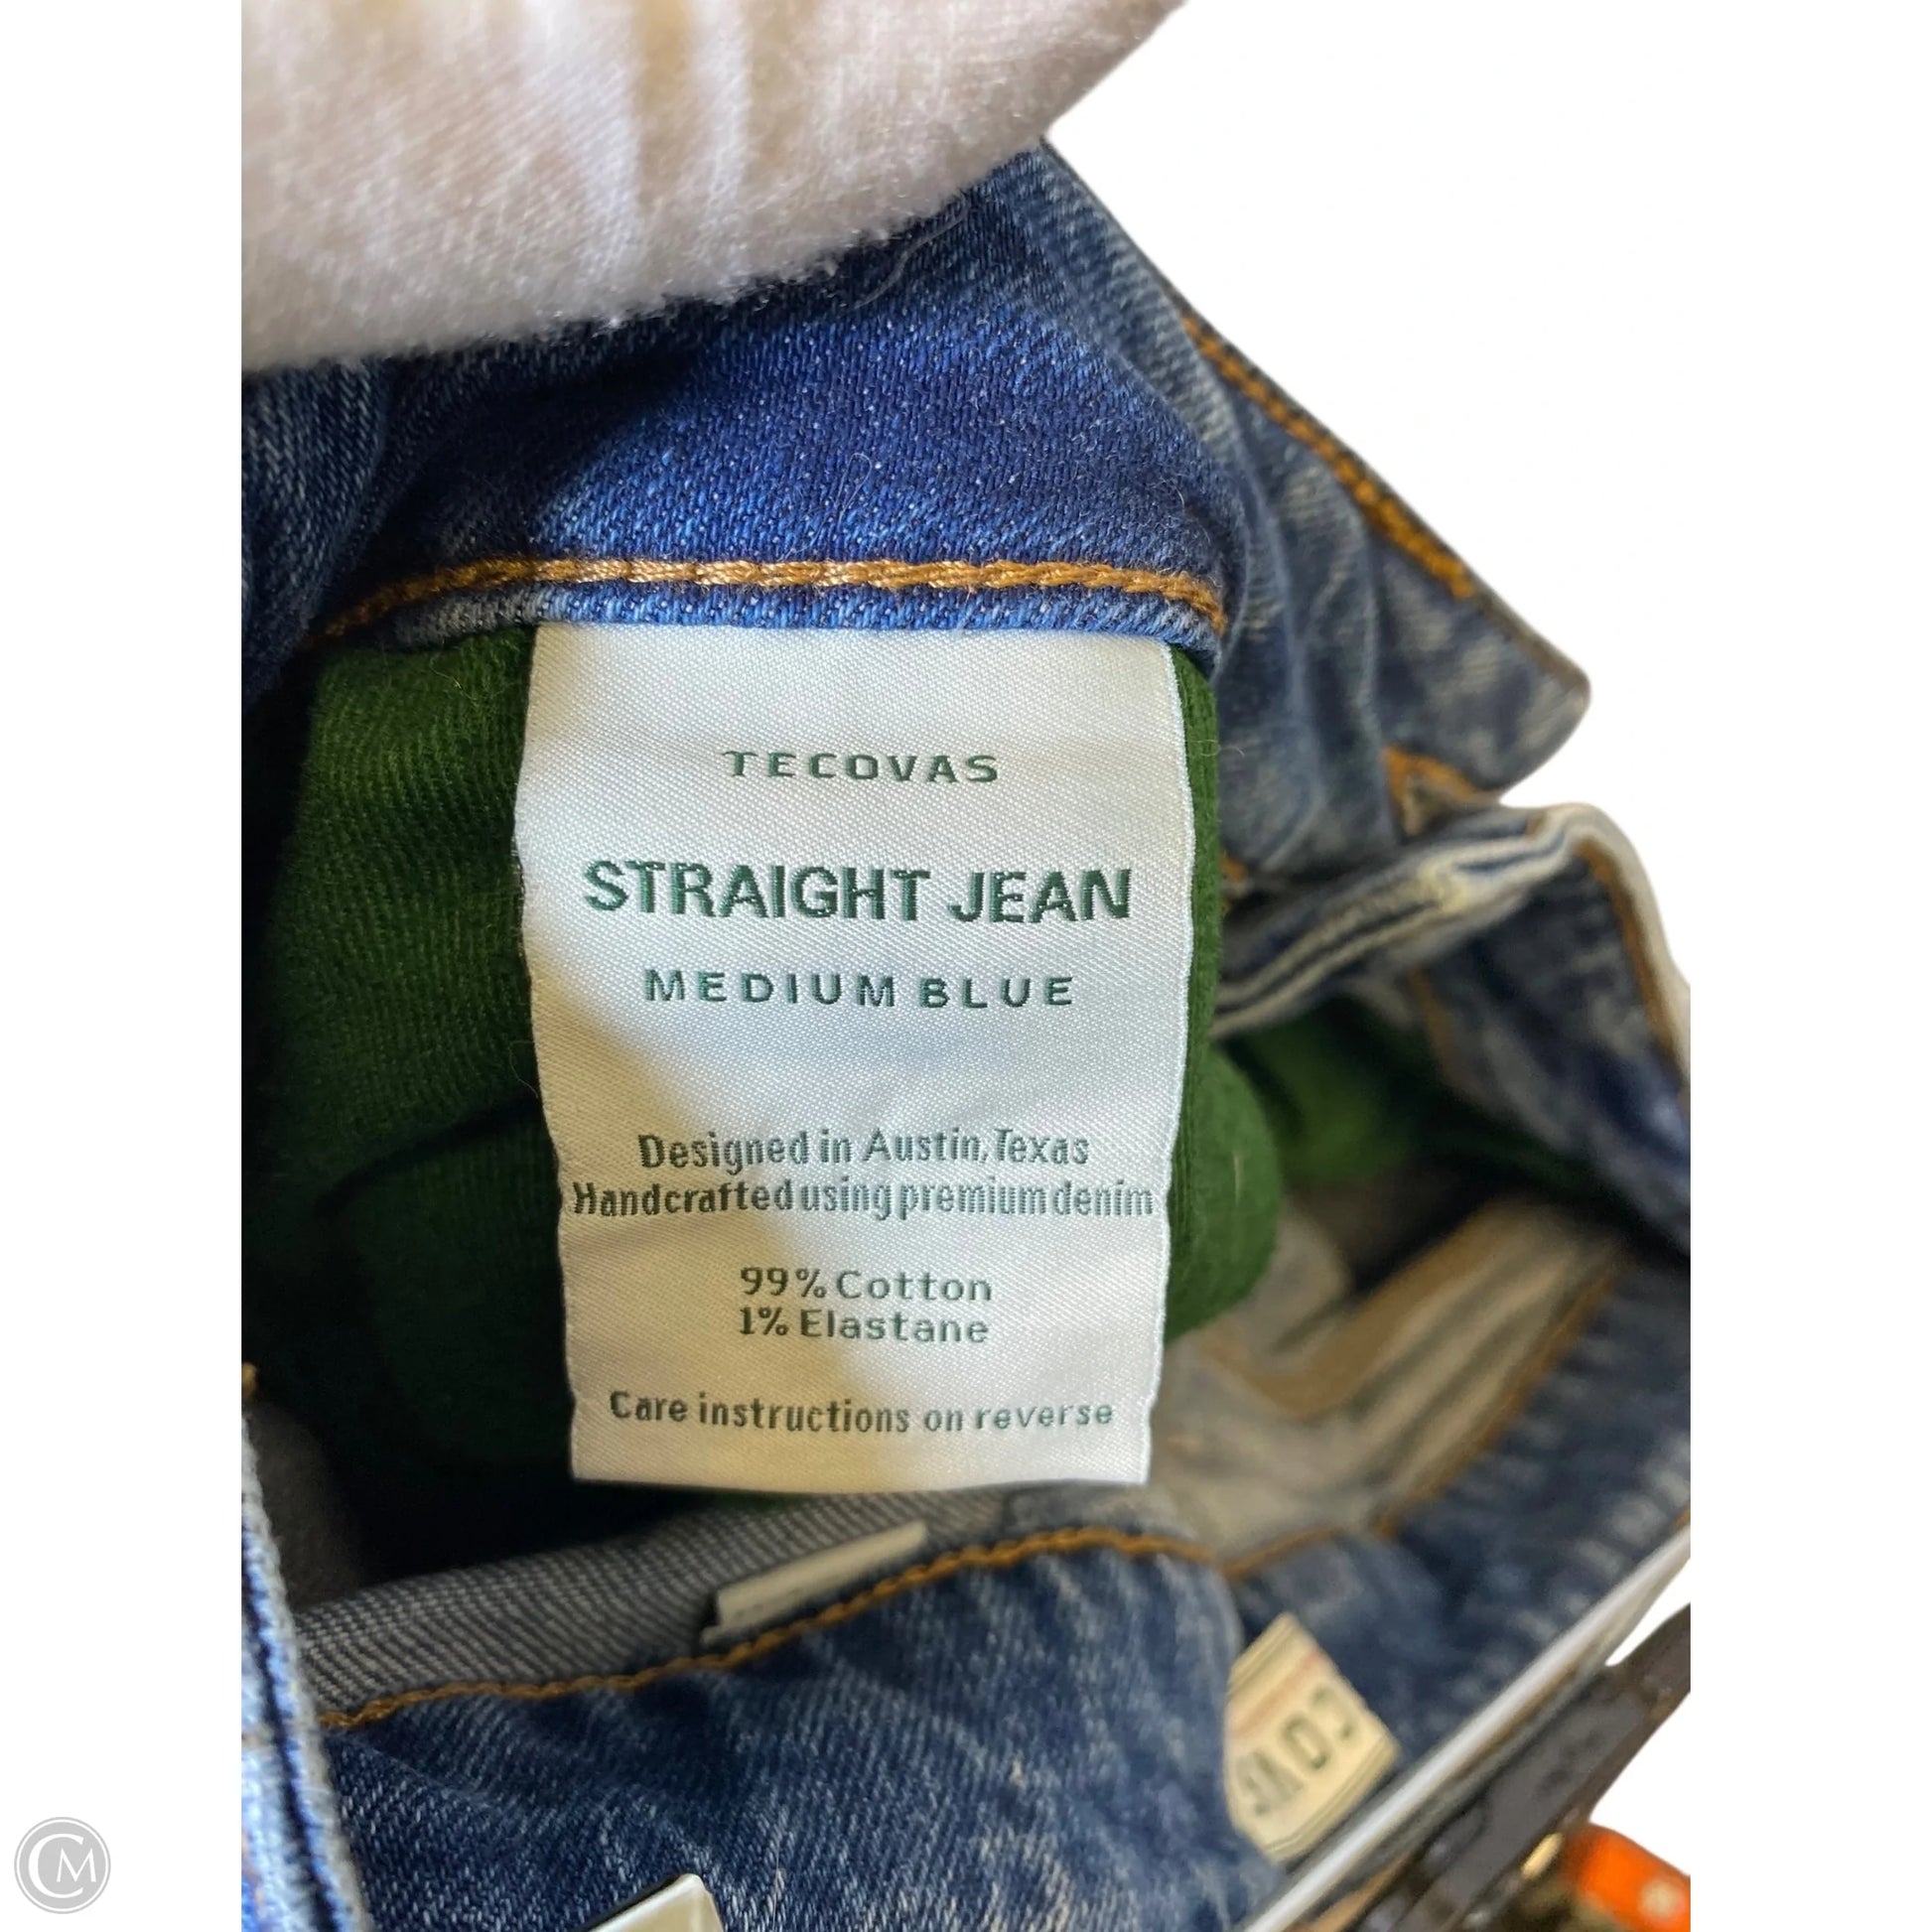 TECOVAS
STRAIGHT JEAN
MEDIUM BLUE
Designed in Austin, Texas
Handcrafted using premium denim
99% Cotton
1% Elastane
Care instructions on reverse
CM